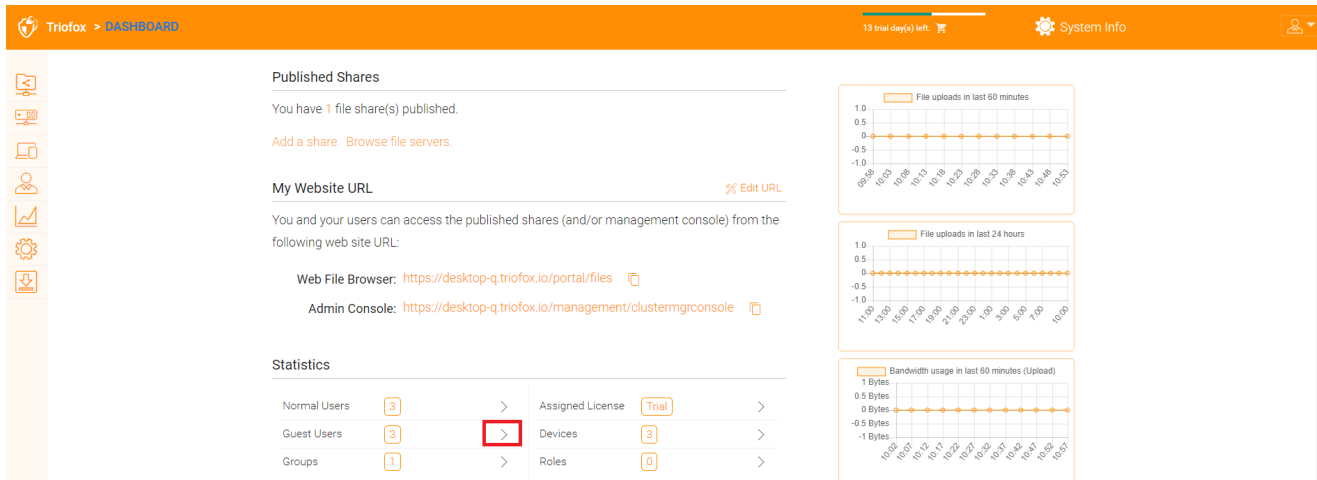 Triofox > DASHBOARD
13 trial day(s) left.
System Info
Published Shares
You have 1 file share(s) published.
Add a share. Browse file servers.
My Website URL
Edit URL
You and your users can access the published shares (and/or management console) from the
following web site URL:
Web File Browser: https://desktop-q.triofox.io/portal/files
Admin Console: https://desktop-q.triofox.io/management/clustermgrconsole
Statistics
Normal Users 3 Assigned License Trial
Guest Users 3 Devices 3
Groups 1 Roles 0
File uploads in last 60 minutes
1.0
0.5
0
-0.5
-1.0
09:58 10:03 10:08 10:13 10:18 10:23 10:28 10:33 10:38 10:43 10:48 10:53
File uploads in last 24 hours
1.0
0.5
0
-0.5
-1.0
11:00 13:00 15:00 17:00 19:00 21:00 23:00 1:00 3:00 5:00 7:00 10:00
Bandwidth usage in last 60 minutes (Upload)
1 Bytes
0.5 Bytes
0 Bytes
-0.5 Bytes
-1 Bytes
10:02 10:07 10:12 10:17 10:22 10:27 10:32 10:37 10:42 10:47 10:52 10:57